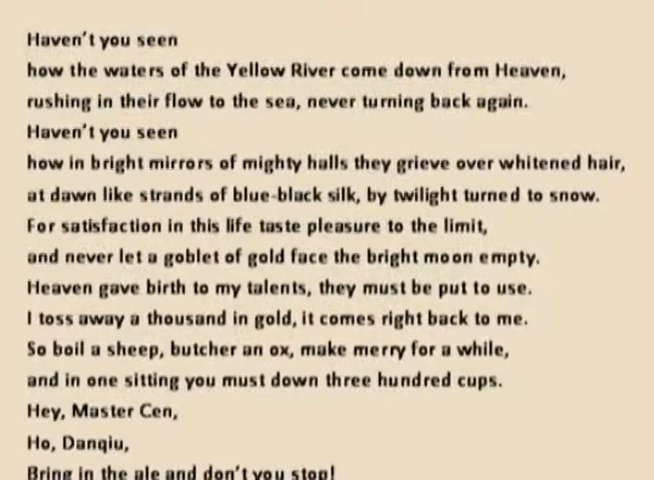 Haven't you seen
how the waters of the Yellow River come down from Heaven,
rushing in their flow to the sea, never turning back again.
Haven't you seen
how in bright mirrors of mighty halls they grieve over whitened hair,
at dawn like strands of blue-black silk, by twilight turned to snow.
For satisfaction in this life taste pleasure to the limit,
and never let a goblet of gold face the bright moon empty.
Heaven gave birth to my talents, they must be put to use.
I toss away a thousand in gold, it comes right back to me.
So boil a sheep, butcher an ox, make merry for a while,
and in one sitting you must down three hundred cups.
Hey, Master Cen,
Ho, Danqiu,
Bring in the ale and don't you stop!